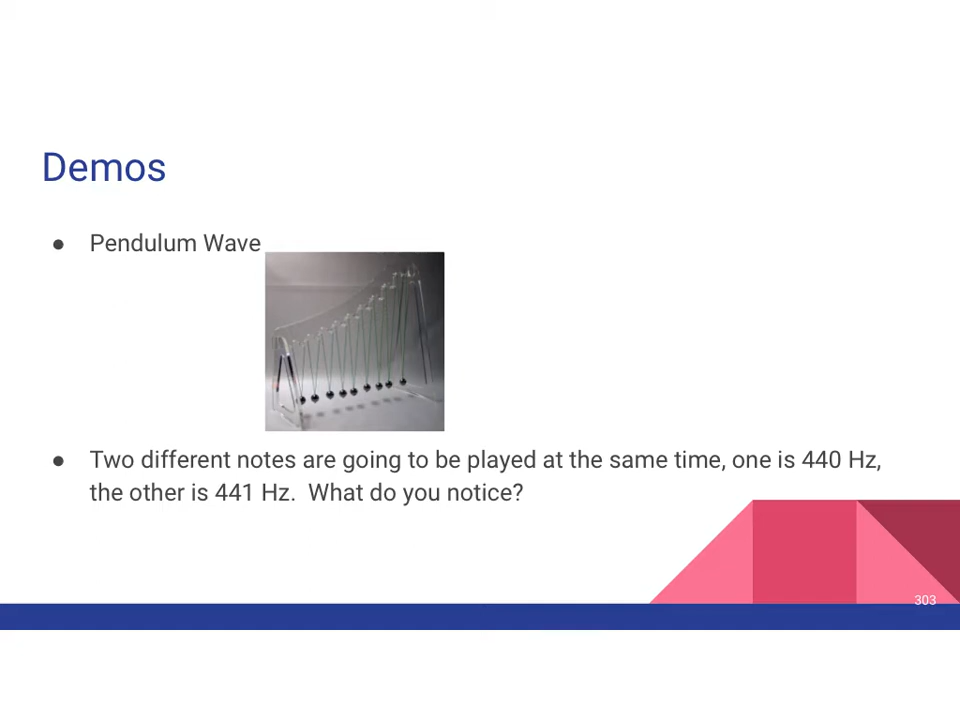 Demos
● Pendulum Wave
● Two different notes are going to be played at the same time, one is 440 Hz,
the other is 441 Hz.  What do you notice?
303